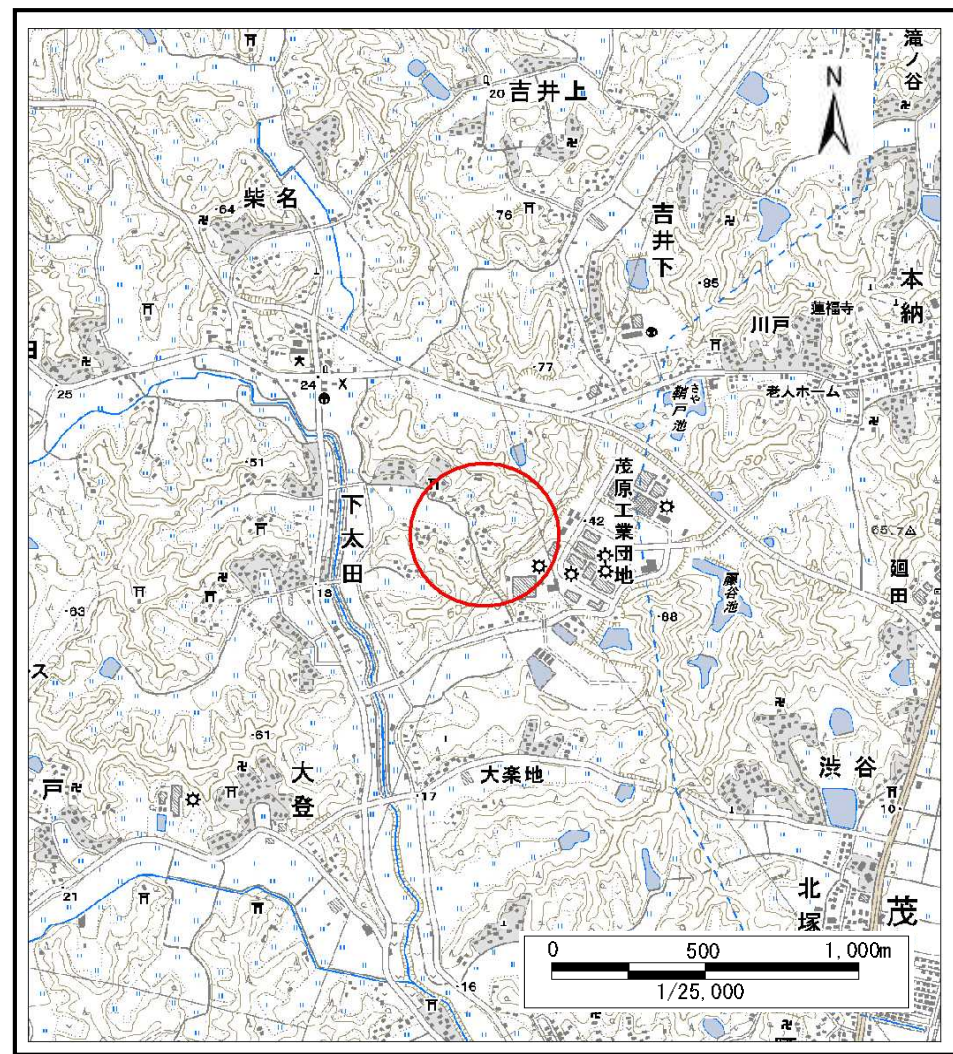 滝ノ谷
N
20
吉井上
柴名
64
76
吉井下
85
本納
蓮福寺
川戸
77
老人ホーム
さや
鞘戸池
24
25
51
茂原工業団地
42
下太田
65.7
廻田
藤谷池
18
63
ス
88
61
大登
大楽地
渋谷
戸
17
10
21
北塚
茂
16
0 500 1,000m
1/25,000